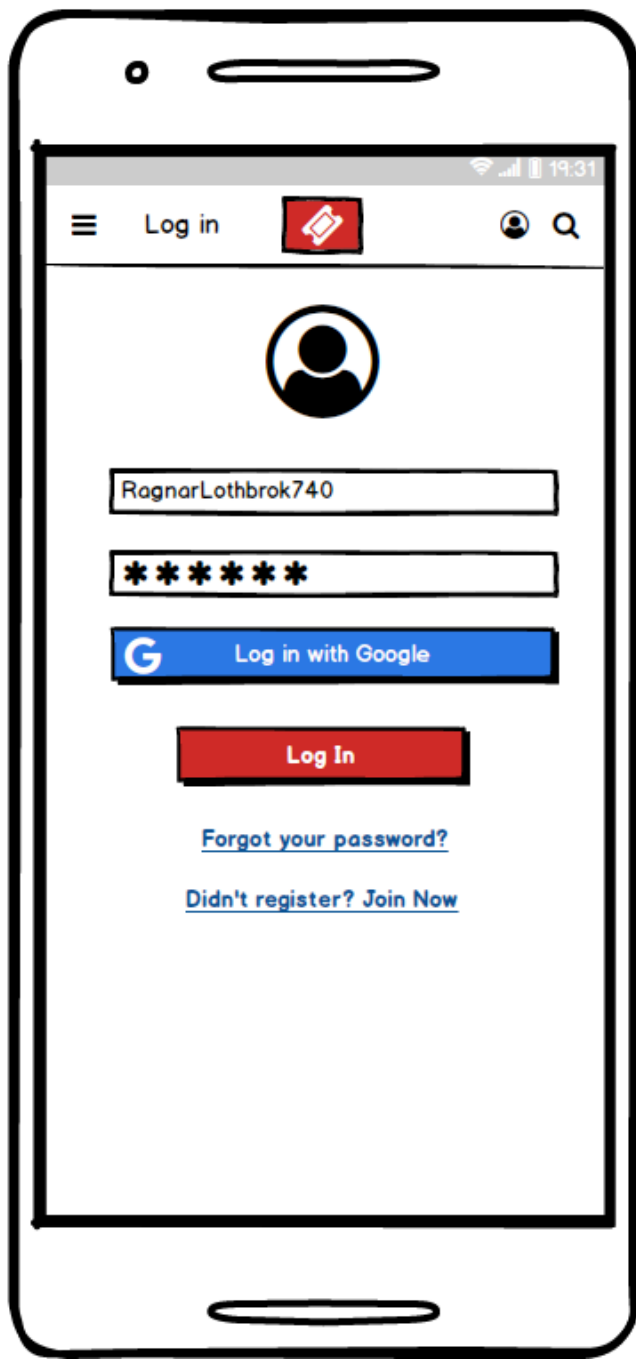 19:31
Log in
RagnarLothbrok740
******
G Log in with Google
Log In
Forgot your password?
Didn't register? Join Now